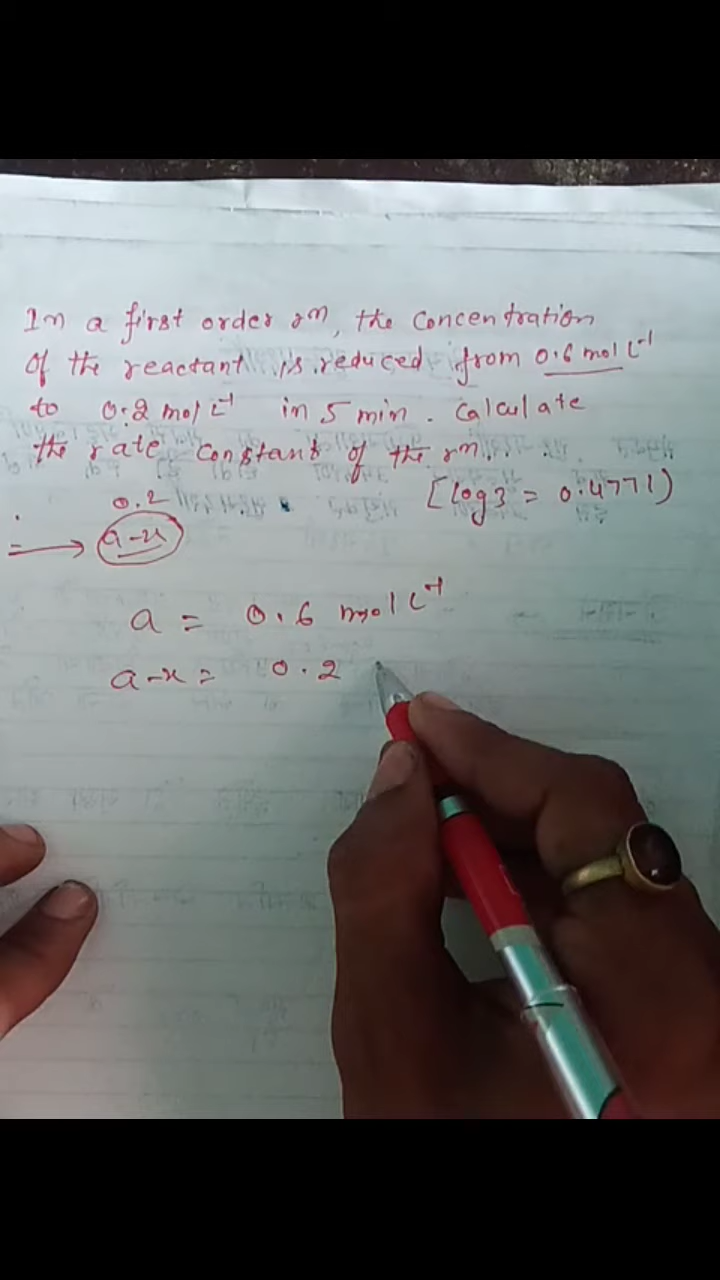 In a first order rn, the concentration
of the reactant is reduced from 0.6 mol L-1
to 0.2 mol L-1 in 5 min. Calculate
the rate constant of the rn.
[log3 = 0.4771)
0.2
a-x
a = 0.6 mol L-1
a-x = 0.2